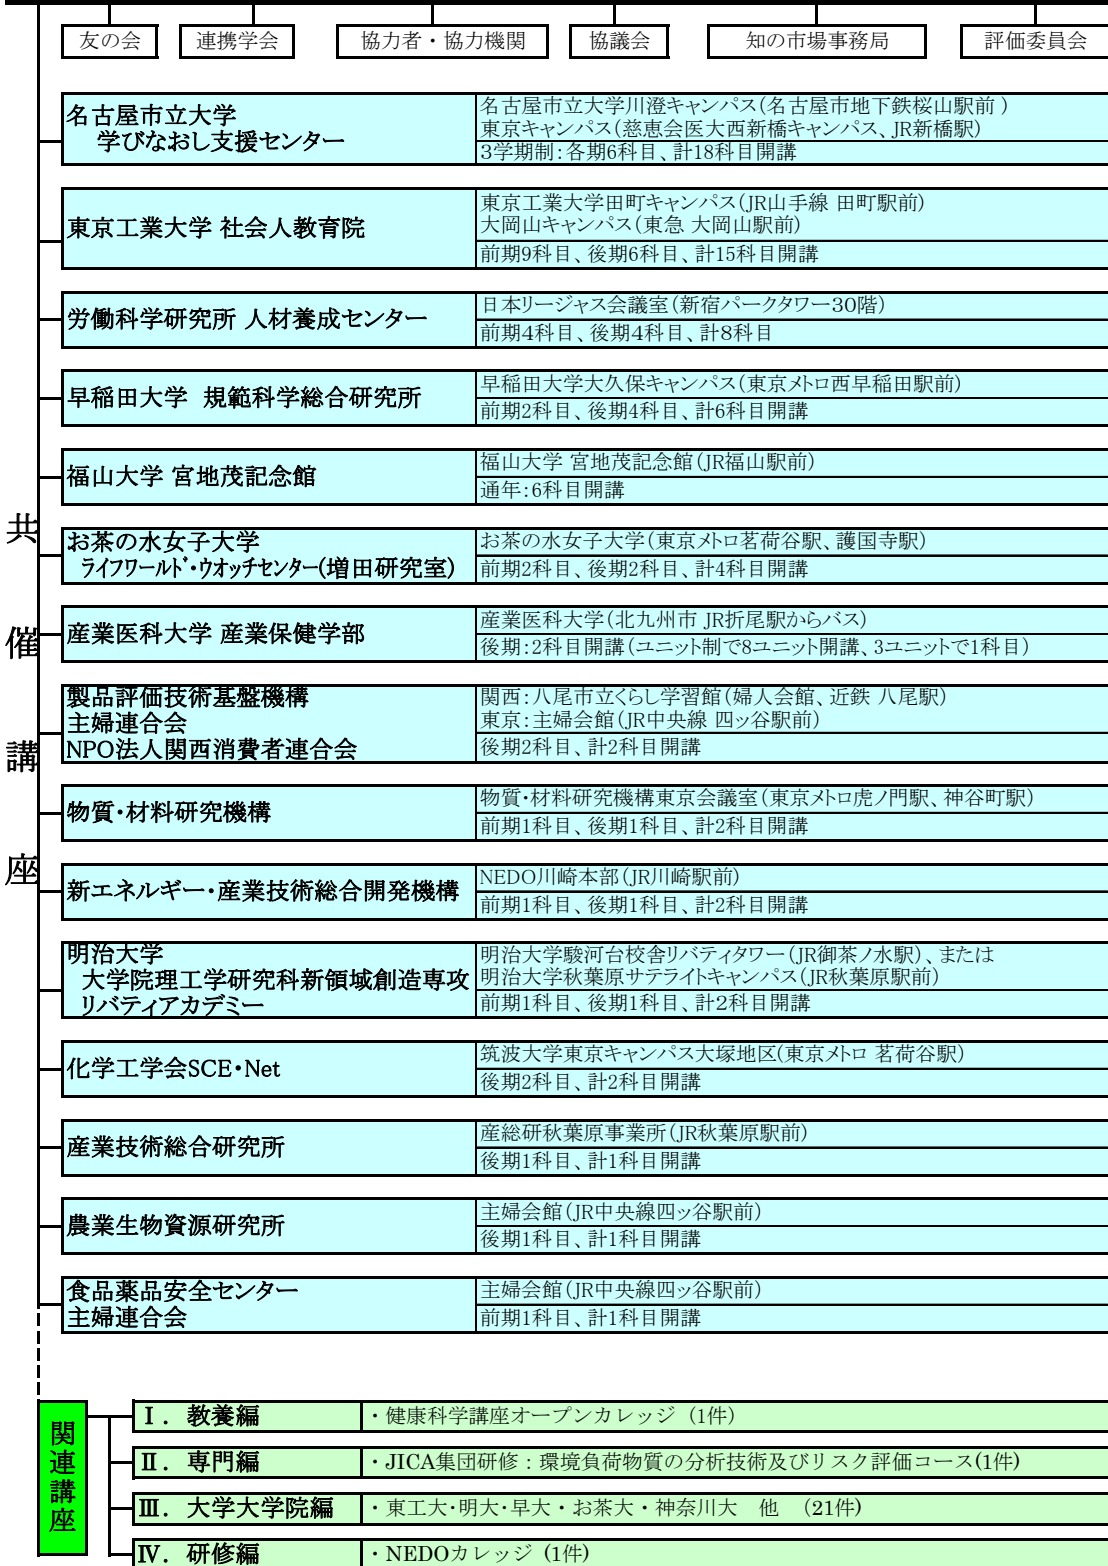 友の会
連携学会
協力者・協力機関
協議会
知の市場事務局
評価委員会
共催講座
名古屋市立大学
学びなおし支援センター
名古屋市立大学川澄キャンパス(名古屋市地下鉄桜山駅前)
東京キャンパス(慈恵会医大西新橋キャンパス、JR新橋駅)
3学期制:各期6科目、計18科目開講
東京工業大学 社会人教育院
東京工業大学田町キャンパス(JR山手線 田町駅前)
大岡山キャンパス(東急 大岡山駅前)
前期9科目、後期6科目、計15科目開講
労働科学研究所 人材養成センター
日本リージャス会議室(新宿パークタワー30階)
前期4科目、後期4科目、計8科目
早稲田大学 規範科学総合研究所
早稲田大学大久保キャンパス(東京メトロ西早稲田駅前)
前期2科目、後期4科目、計6科目開講
福山大学 宮地茂記念館
福山大学 宮地茂記念館(JR福山駅前)
通年:6科目開講
お茶の水女子大学
ライフワールド・ウオッチセンター(増田研究室)
お茶の水女子大学(東京メトロ茗荷谷駅、護国寺駅)
前期2科目、後期2科目、計4科目開講
産業医科大学 産業保健学部
産業医科大学(北九州市 JR折尾駅からバス)
後期:2科目開講(ユニット制で8ユニット開講、3ユニットで1科目)
製品評価技術基盤機構
主婦連合会
NPO法人関西消費者連合会
関西:八尾市立くらし学習館(婦人会館、近鉄 八尾駅)
東京:主婦会館(JR中央線 四ッ谷駅前)
後期2科目、計2科目開講
物質・材料研究機構
物質・材料研究機構東京会議室(東京メトロ虎ノ門駅、神谷町駅)
前期1科目、後期1科目、計2科目開講
新エネルギー・産業技術総合開発機構
NEDO川崎本部(JR川崎駅前)
前期1科目、後期1科目、計2科目開講
明治大学
大学院理工学研究科新領域創造専攻
リバティアカデミー
明治大学駿河台校舎リバティタワー(JR御茶ノ水駅)、または
明治大学秋葉原サテライトキャンパス(JR秋葉原駅前)
前期1科目、後期1科目、計2科目開講
化学工学会SCE・Net
筑波大学東京キャンパス大塚地区(東京メトロ 茗荷谷駅)
後期2科目、計2科目開講
産業技術総合研究所
産総研秋葉原事業所(JR秋葉原駅前)
後期1科目、計1科目開講
農業生物資源研究所
主婦会館(JR中央線四ッ谷駅前)
後期1科目、計1科目開講
食品薬品安全センター
主婦連合会
主婦会館(JR中央線四ッ谷駅前)
前期1科目、計1科目開講
関連講座
Ⅰ. 教養編
・健康科学講座オープンカレッジ (1件)
Ⅱ. 専門編
・JICA集団研修:環境負荷物質の分析技術及びリスク評価コース(1件)
Ⅲ. 大学大学院編
・東工大・明大・早大・お茶大・神奈川大 他 (21件)
Ⅳ. 研修編
・NEDOカレッジ (1件)